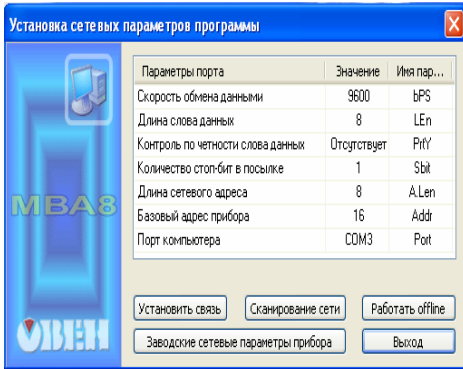 Установка сетевых параметров программы
Параметры порта Значение Имя пар...
Скорость обмена данными 9600 bPS
Длина слова данных 8 LEn
Контроль по четности слова данных Отсутствует PrtY
Количество стоп-бит в посылке 1 Sbit
Длина сетевого адреса 8 A.Len
Базовый адрес прибора 16 Addr
Порт компьютера COM3 Port
МВА8
ОВЕН
Установить связь Сканирование сети Работать offline
Заводские сетевые параметры прибора Выход